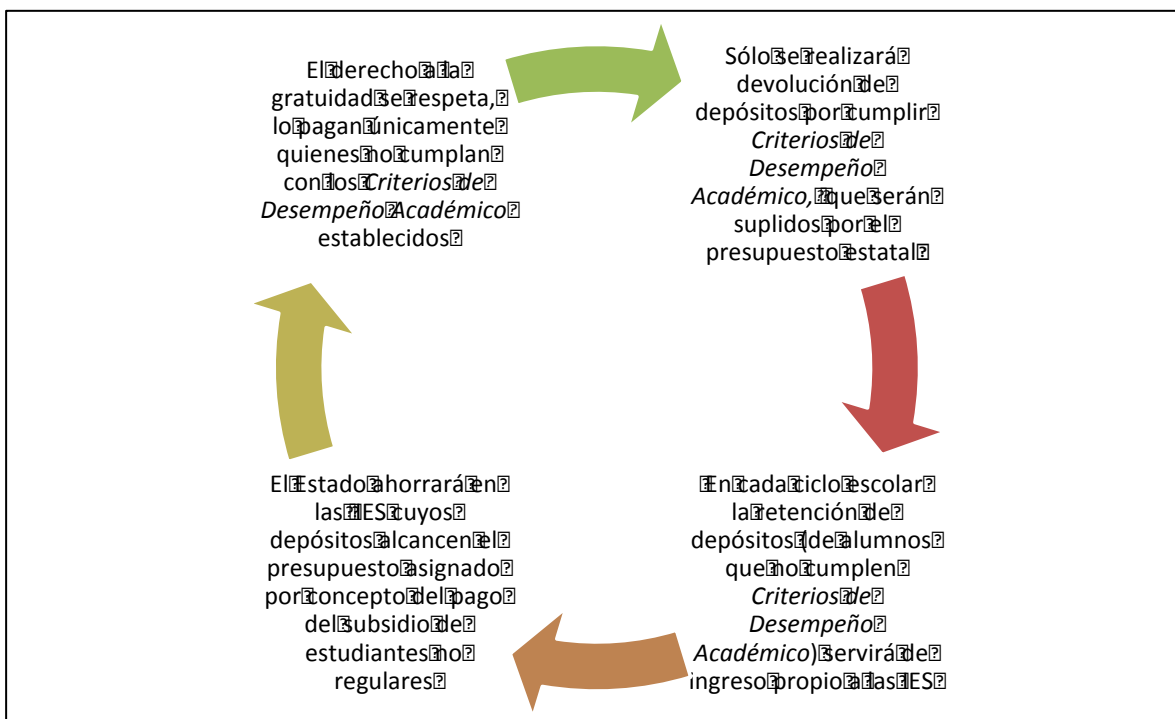 El derecho a la
gratuidad se respeta,
lo pagan únicamente
quienes no cumplan
con los Criterios de
Desempeño Académico
establecidos
Sólo se realizará
devolución de
depósitos por cumplir
Criterios de
Desempeño
Académico, que serán
suplidos por el
presupuesto estatal
En cada ciclo escolar
la retención de
depósitos (de alumnos
que no cumplen
Criterios de
Desempeño
Académico) servirá de
ingreso propio a las IES
El Estado ahorrará en
las IES cuyos
depósitos alcancen el
presupuesto asignado
por concepto del pago
del subsidio de
estudiantes no
regulares